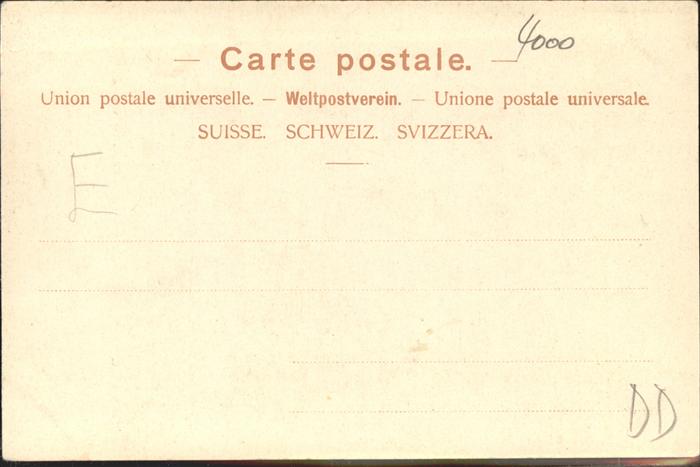 — Carte postale. — 4000
Union postale universelle. — Weltpostverein. — Unione postale universale.
SUISSE. SCHWEIZ. SVIZZERA.
E
DD